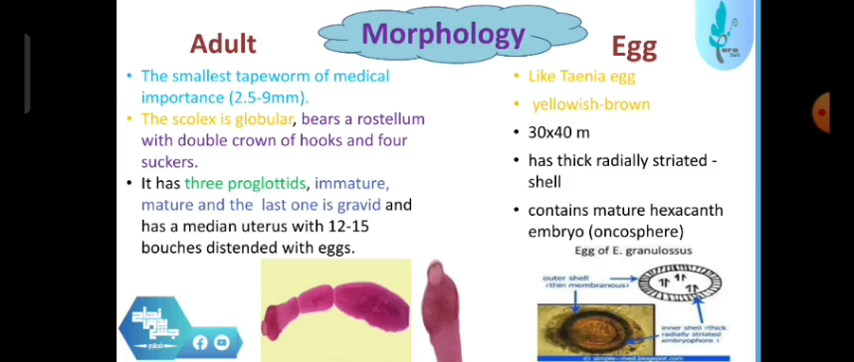 Morphology
Adult
• The smallest tapeworm of medical
importance (2.5-9mm).
• The scolex is globular, bears a rostellum
with double crown of hooks and four
suckers.
• It has three proglottids, immature,
mature and the last one is gravid and
has a median uterus with 12-15
bouches distended with eggs.
Egg
• Like Taenia egg
• yellowish-brown
• 30x40 m
• has thick radially striated -
shell
• contains mature hexacanth
embryo (oncosphere)
Egg of E. granulossus
outer shell
(thin membranous)
inner shell (thick
radially striated
embryophore )
© simple-med.blogspot.com